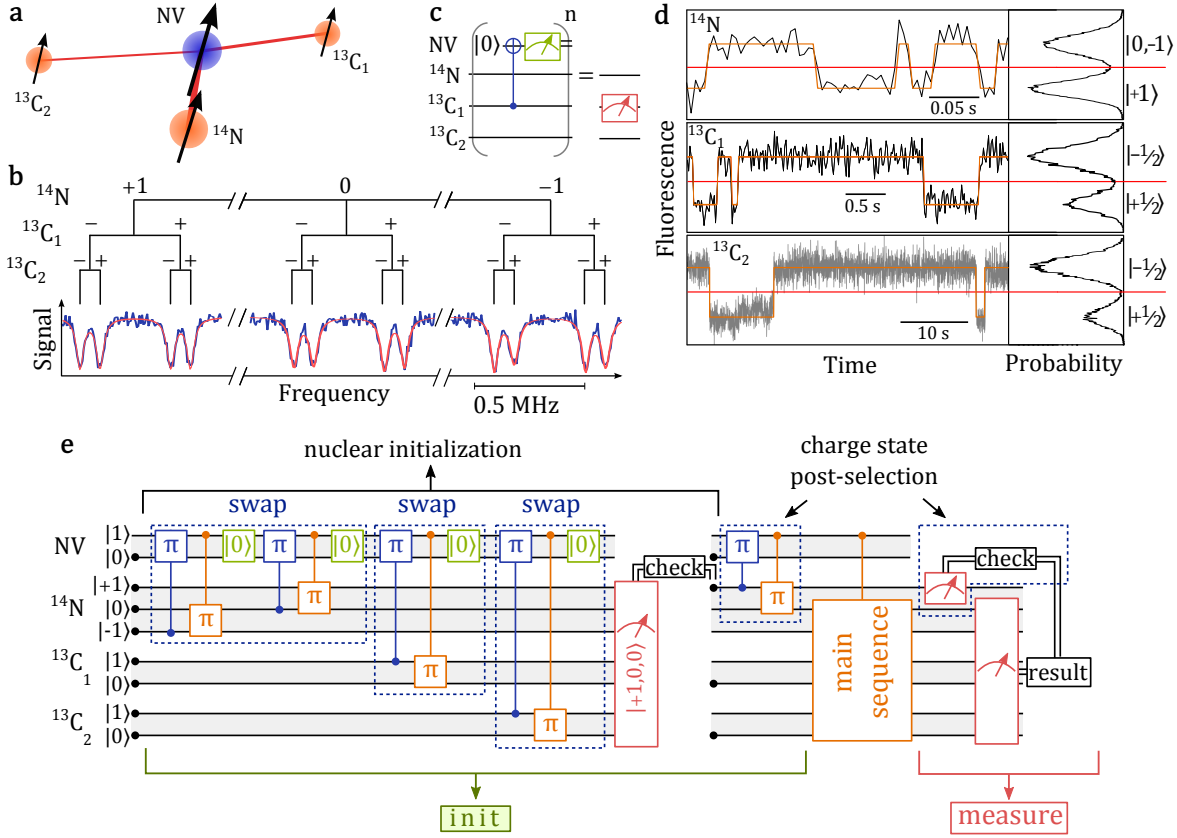 a
NV
¹³C₁
¹³C₂
¹⁴N
b
¹⁴N +1 0 -1
¹³C₁ − + − + − +
¹³C₂ − + − + − + − + − + − +
Signal
Frequency
0.5 MHz
c
n
NV |0⟩ =
¹⁴N
¹³C₁
¹³C₂
d
Fluorescence
¹⁴N
0.05 s
|0,-1⟩
|+1⟩
¹³C₁
0.5 s
|-½⟩
|+½⟩
¹³C₂
10 s
|-½⟩
|+½⟩
Time
Probability
e
nuclear initialization
charge state
post-selection
swap swap swap
NV
|1⟩ π |0⟩ π |0⟩ π |0⟩ π |0⟩ π
|0⟩
check
check
¹⁴N
|+1⟩ π π
|0⟩ π
|-1⟩
|+1,0,0⟩
main
sequence
¹³C
1
|1⟩
|0⟩ π
result
¹³C
2
|1⟩
|0⟩ π
init
measure